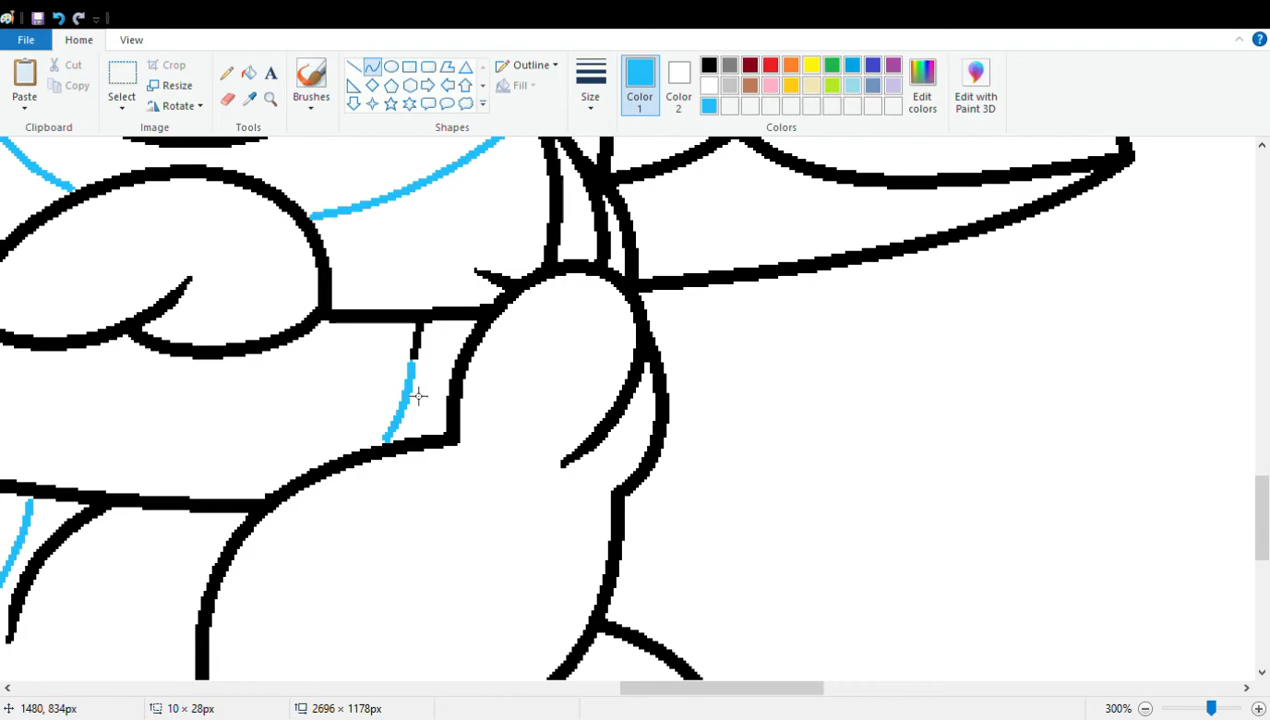 File Home View
Paste Cut Copy Select Crop Resize Rotate A Brushes Outline Fill Size Color 1 Color 2 Edit colors Edit with Paint 3D
Clipboard Image Tools Shapes Colors
1480, 834px 10 × 28px 2696 × 1178px 300%